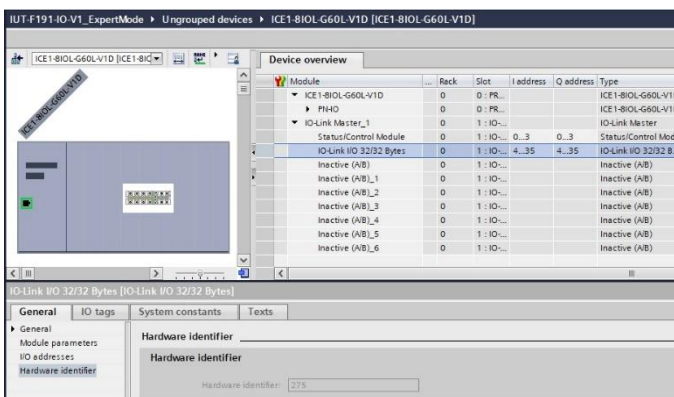 IUT-F191-IO-V1_ExpertMode ▸ Ungrouped devices ▸ ICE1-8IOL-G60L-V1D [ICE1-8IOL-G60L-V1D]
ICE1-8IOL-G60L-V1D [ICE1-8IC
Device overview
ICE1-8IOL-G60L-V1D
Module ... Rack Slot I address Q address Type
ICE1-8IOL-G60L-V1D 0 0 : PR... ICE1-8IOL-G60L-V1
PN-IO 0 0 : PR... ICE1-8IOL-G60L-V1
IO-Link Master_1 0 1 : IO-... IO-Link Master
Status/Control Module 0 1 : IO-... 0...3 0...3 Status/Control Mod
IO-Link I/O 32/32 Bytes 0 1 : IO-... 4...35 4...35 IO-Link I/O 32/32 B
Inactive (A/B) 0 1 : IO-... Inactive (A/B)
Inactive (A/B)_1 0 1 : IO-... Inactive (A/B)
Inactive (A/B)_2 0 1 : IO-... Inactive (A/B)
Inactive (A/B)_3 0 1 : IO-... Inactive (A/B)
Inactive (A/B)_4 0 1 : IO-... Inactive (A/B)
Inactive (A/B)_5 0 1 : IO-... Inactive (A/B)
Inactive (A/B)_6 0 1 : IO-... Inactive (A/B)
IO-Link I/O 32/32 Bytes [IO-Link I/O 32/32 Bytes]
General IO tags System constants Texts
General
Module parameters
I/O addresses
Hardware identifier
Hardware identifier
Hardware identifier
Hardware identifier: 275